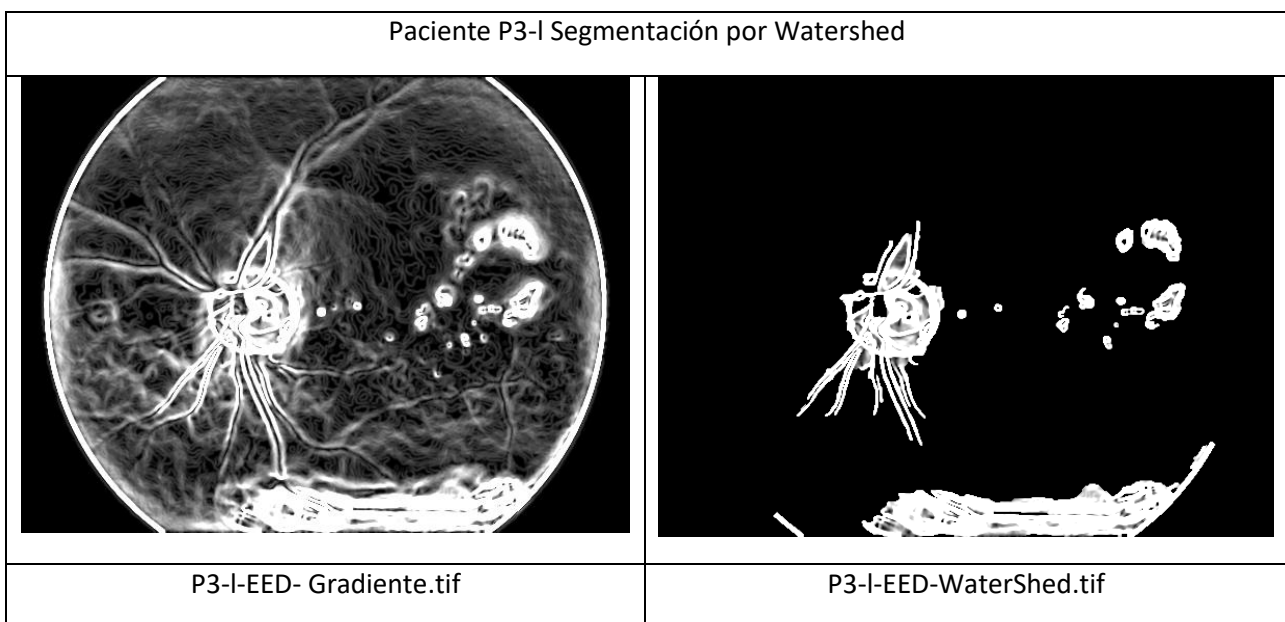 Paciente P3-l Segmentación por Watershed
P3-l-EED- Gradiente.tif
P3-l-EED-WaterShed.tif